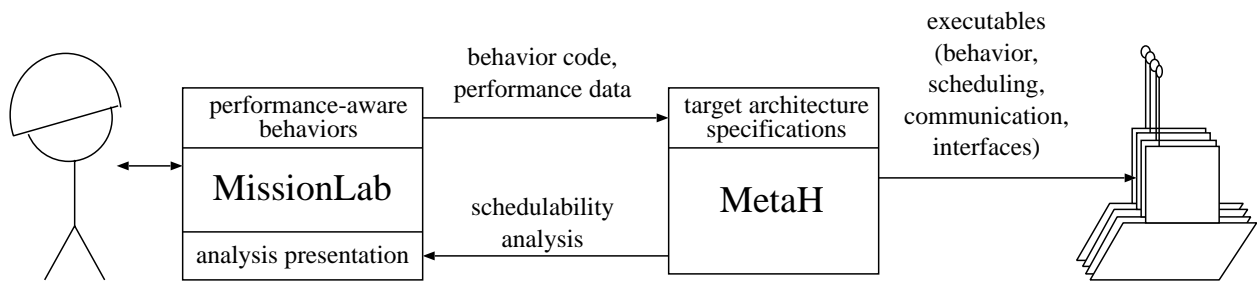 performance-aware
behaviors
MissionLab
analysis presentation
behavior code,
performance data
schedulability
analysis
target architecture
specifications
MetaH
executables
(behavior,
scheduling,
communication,
interfaces)